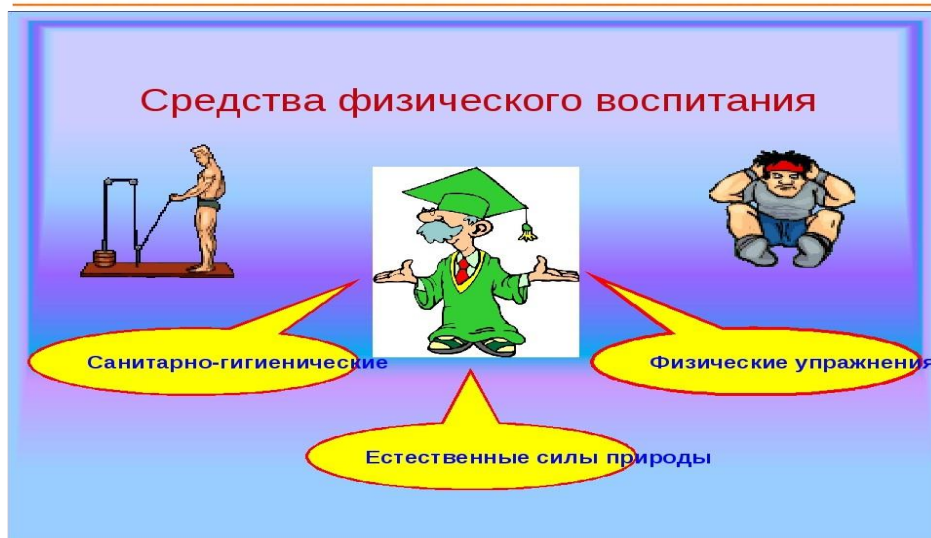 Средства физического воспитания
Санитарно-гигиенические
Физические упражнения
Естественные силы природы